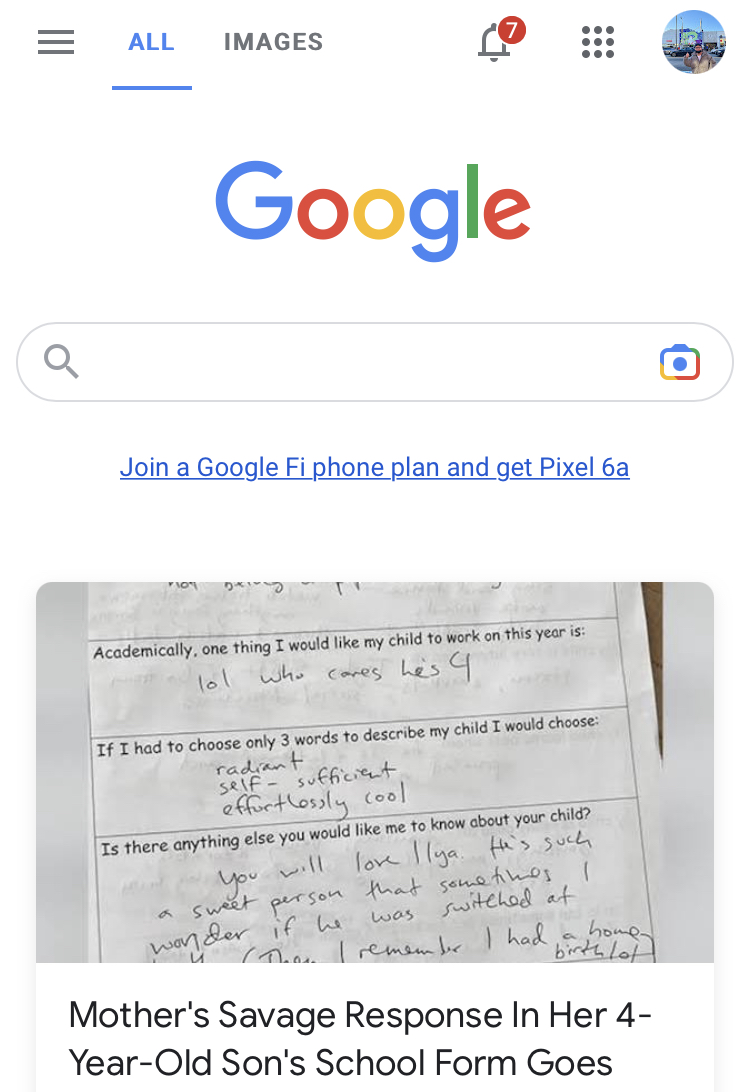 ALL IMAGES 7
Google
Join a Google Fi phone plan and get Pixel 6a
Academically, one thing I would like my child to work on this year is:
lol who cares he's 4
If I had to choose only 3 words to describe my child I would choose:
radiant
self-sufficient
effortlessly cool
Is there anything else you would like me to know about your child?
You will love Ilya. He's such
a sweet person that sometimes I
wonder if he was switched at
(Then I remember I had a home
birth lol)
Mother's Savage Response In Her 4-
Year-Old Son's School Form Goes